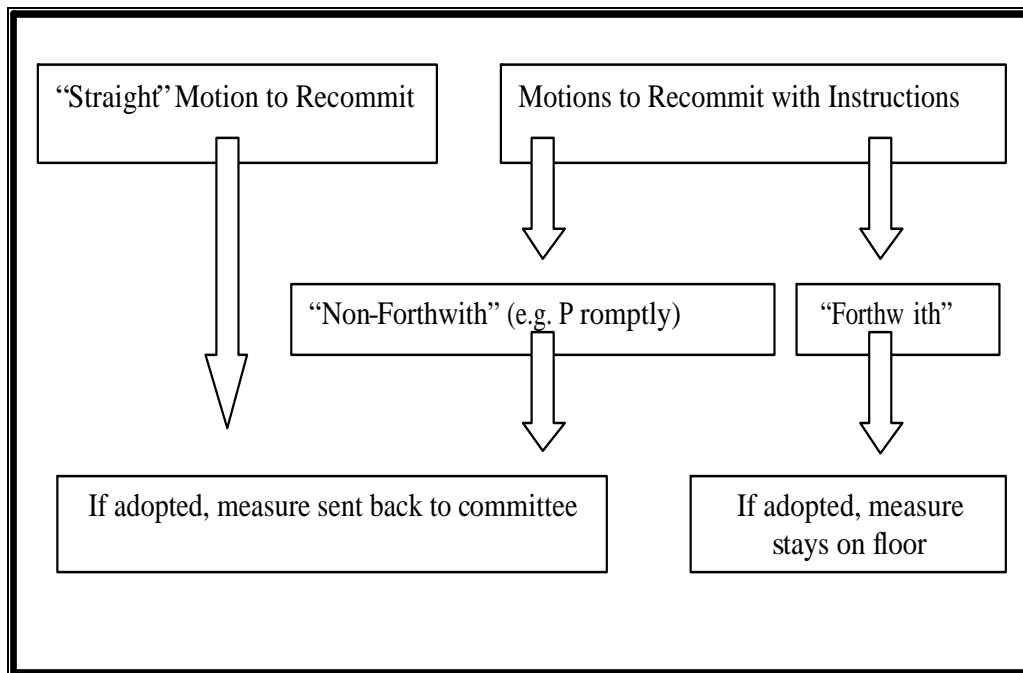 “Straight” Motion to Recommit
Motions to Recommit with Instructions
“Non-Forthwith” (e.g. P romptly)
“Forthw ith”
If adopted, measure sent back to committee
If adopted, measure
stays on floor